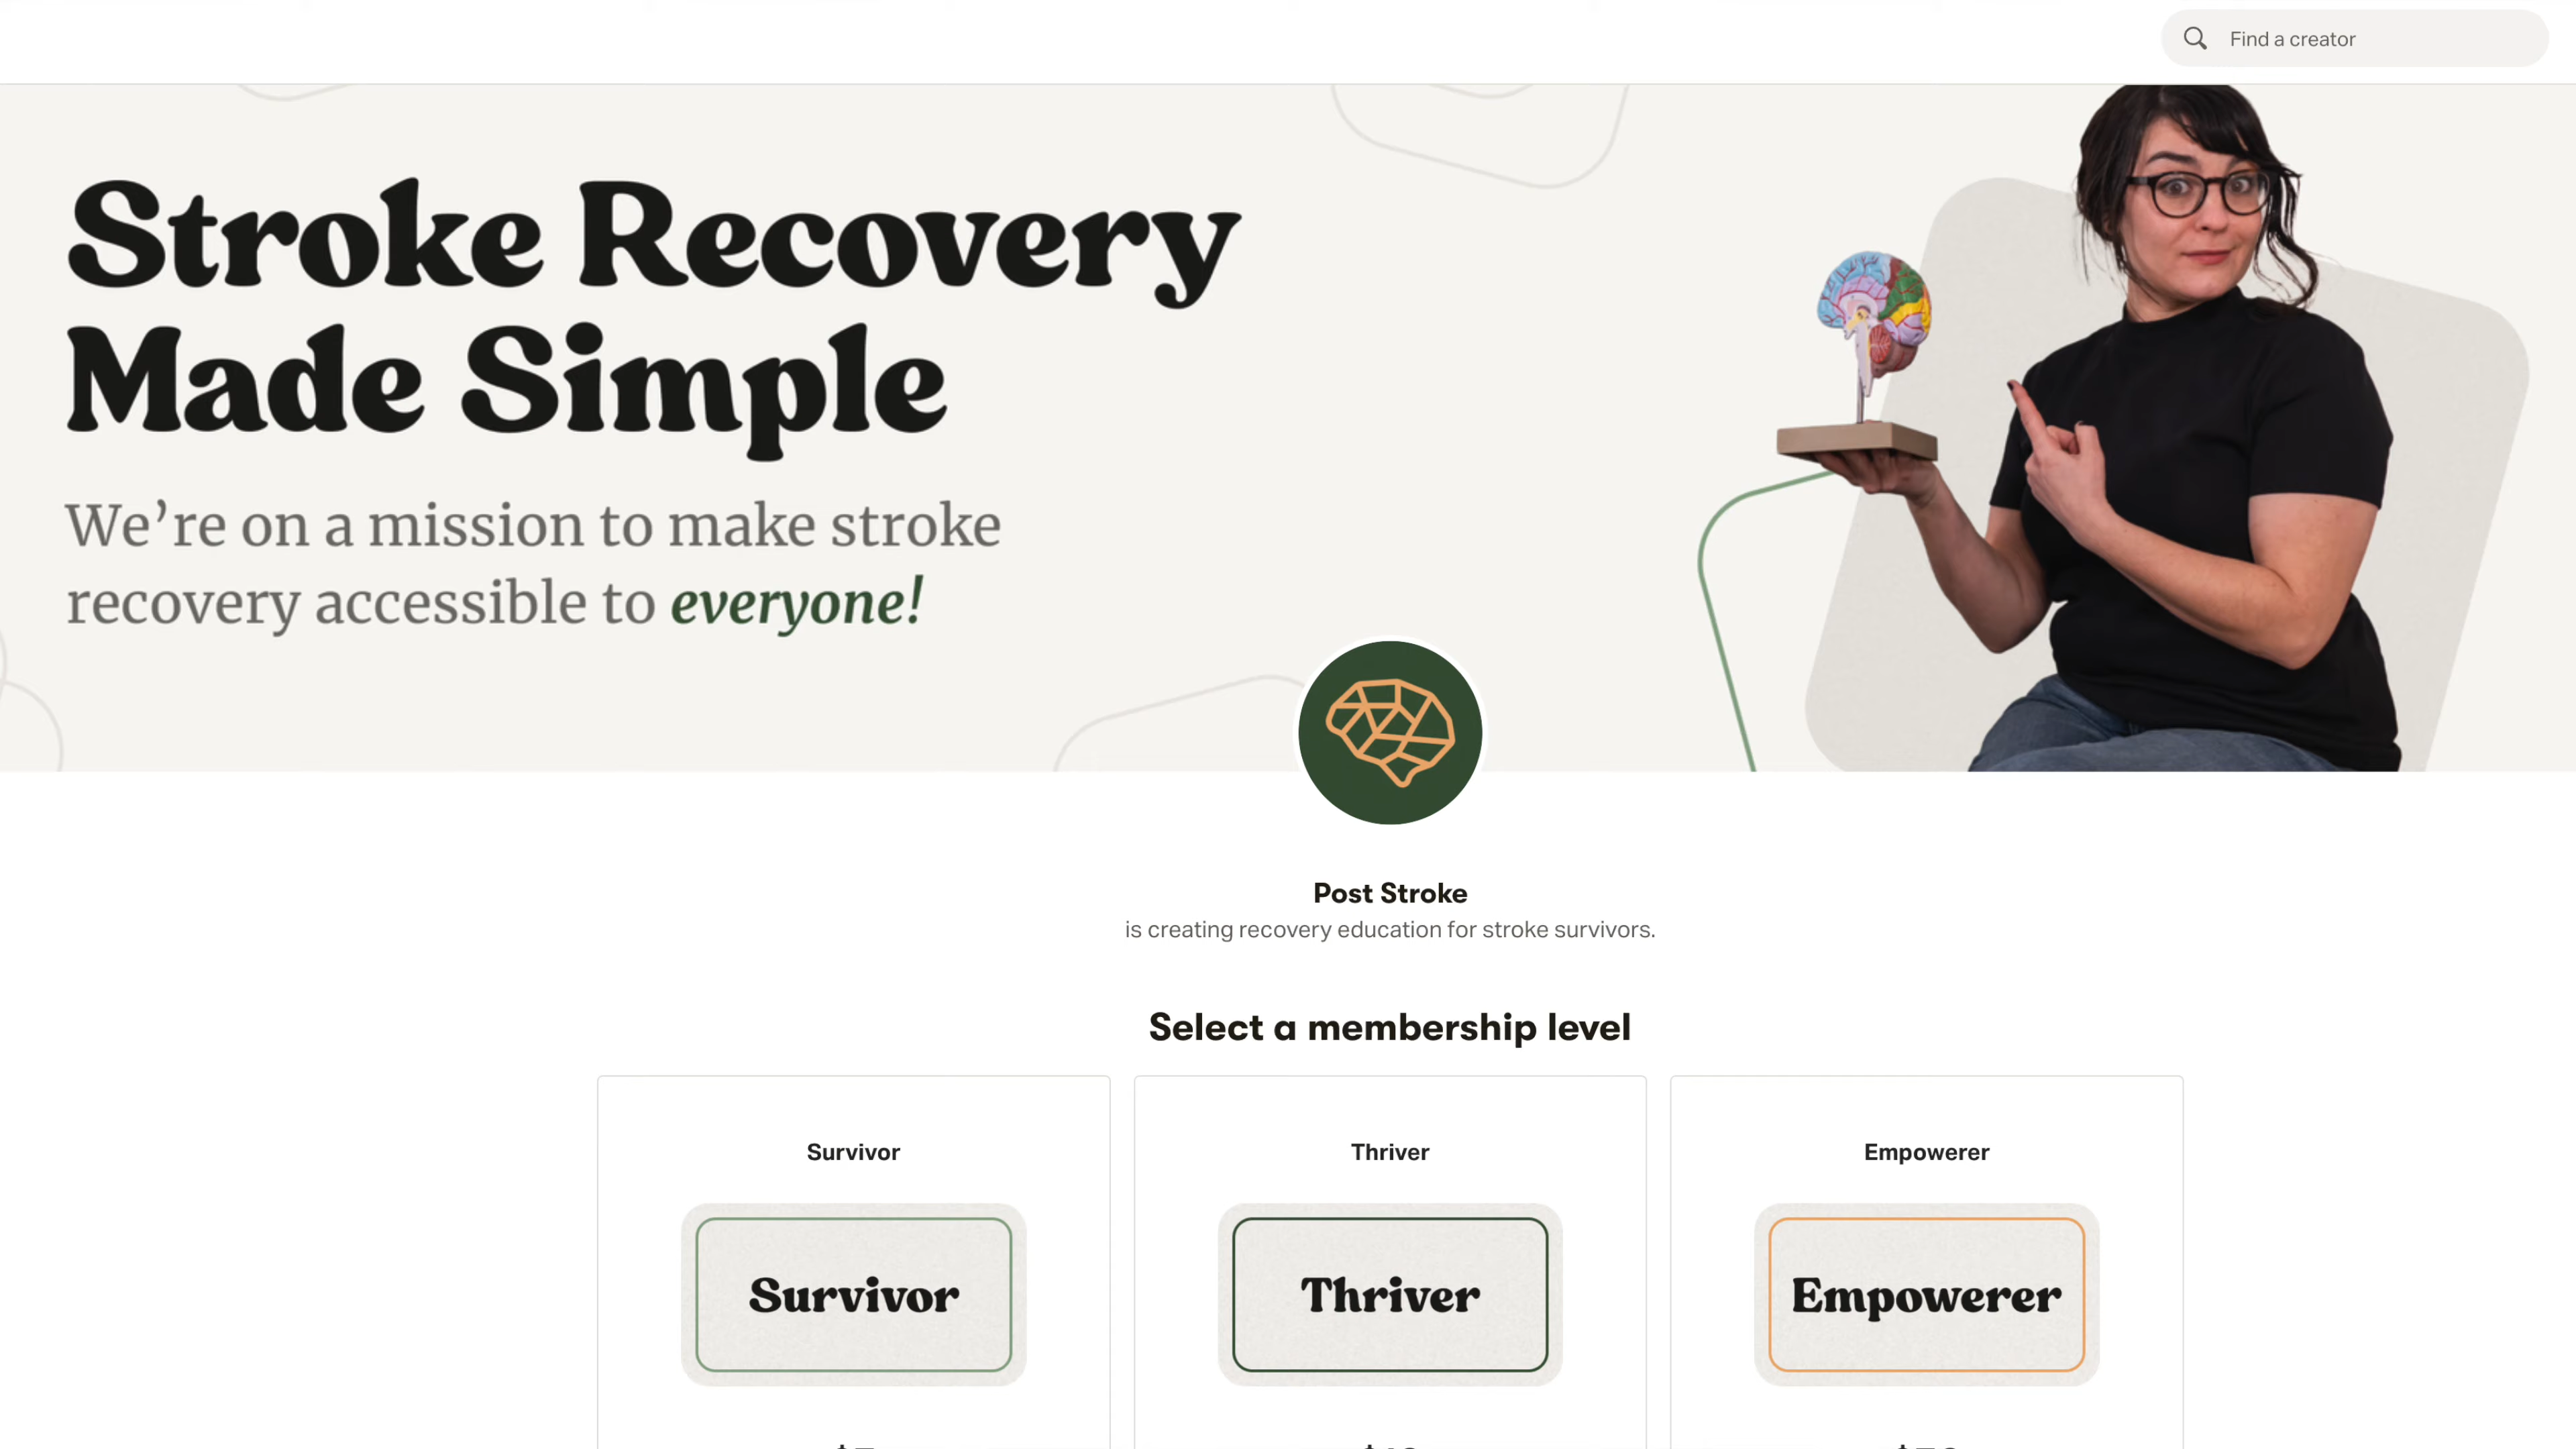 Find a creator
Stroke Recovery
Made Simple
We’re on a mission to make stroke
recovery accessible to everyone!
Post Stroke
is creating recovery education for stroke survivors.
Select a membership level
Survivor
Thriver
Empowerer
Survivor
Thriver
Empowerer